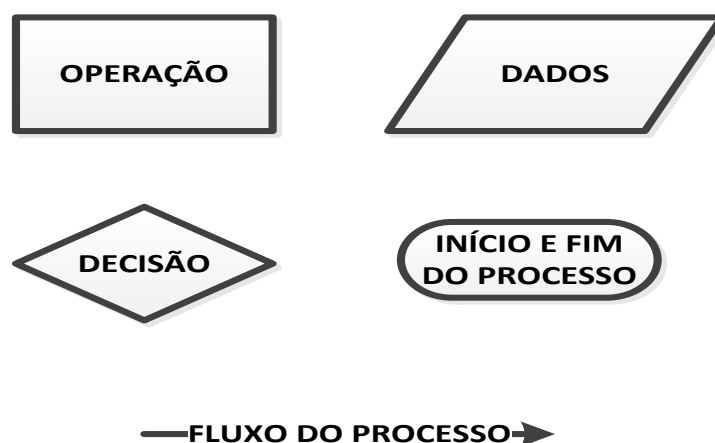 OPERAÇÃO
DADOS
DECISÃO
INÍCIO E FIM
DO PROCESSO
FLUXO DO PROCESSO